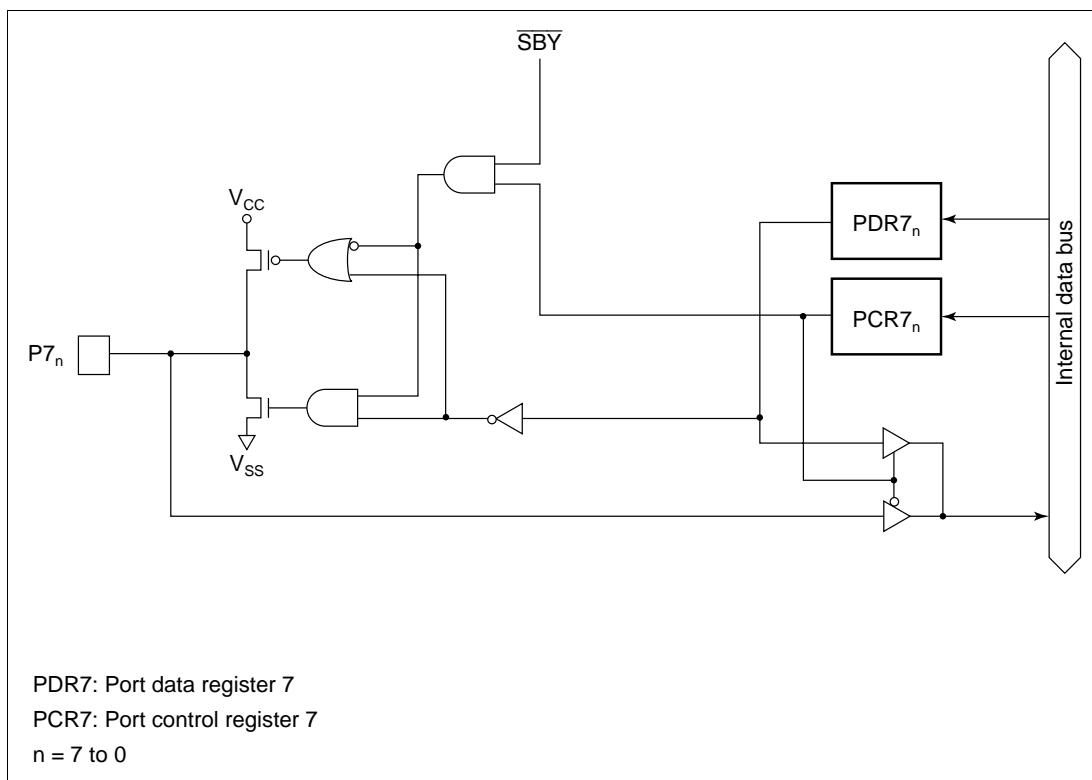 SBY
V_CC
PDR7_n
PCR7_n
P7_n
V_SS
Internal data bus
PDR7: Port data register 7
PCR7: Port control register 7
n = 7 to 0